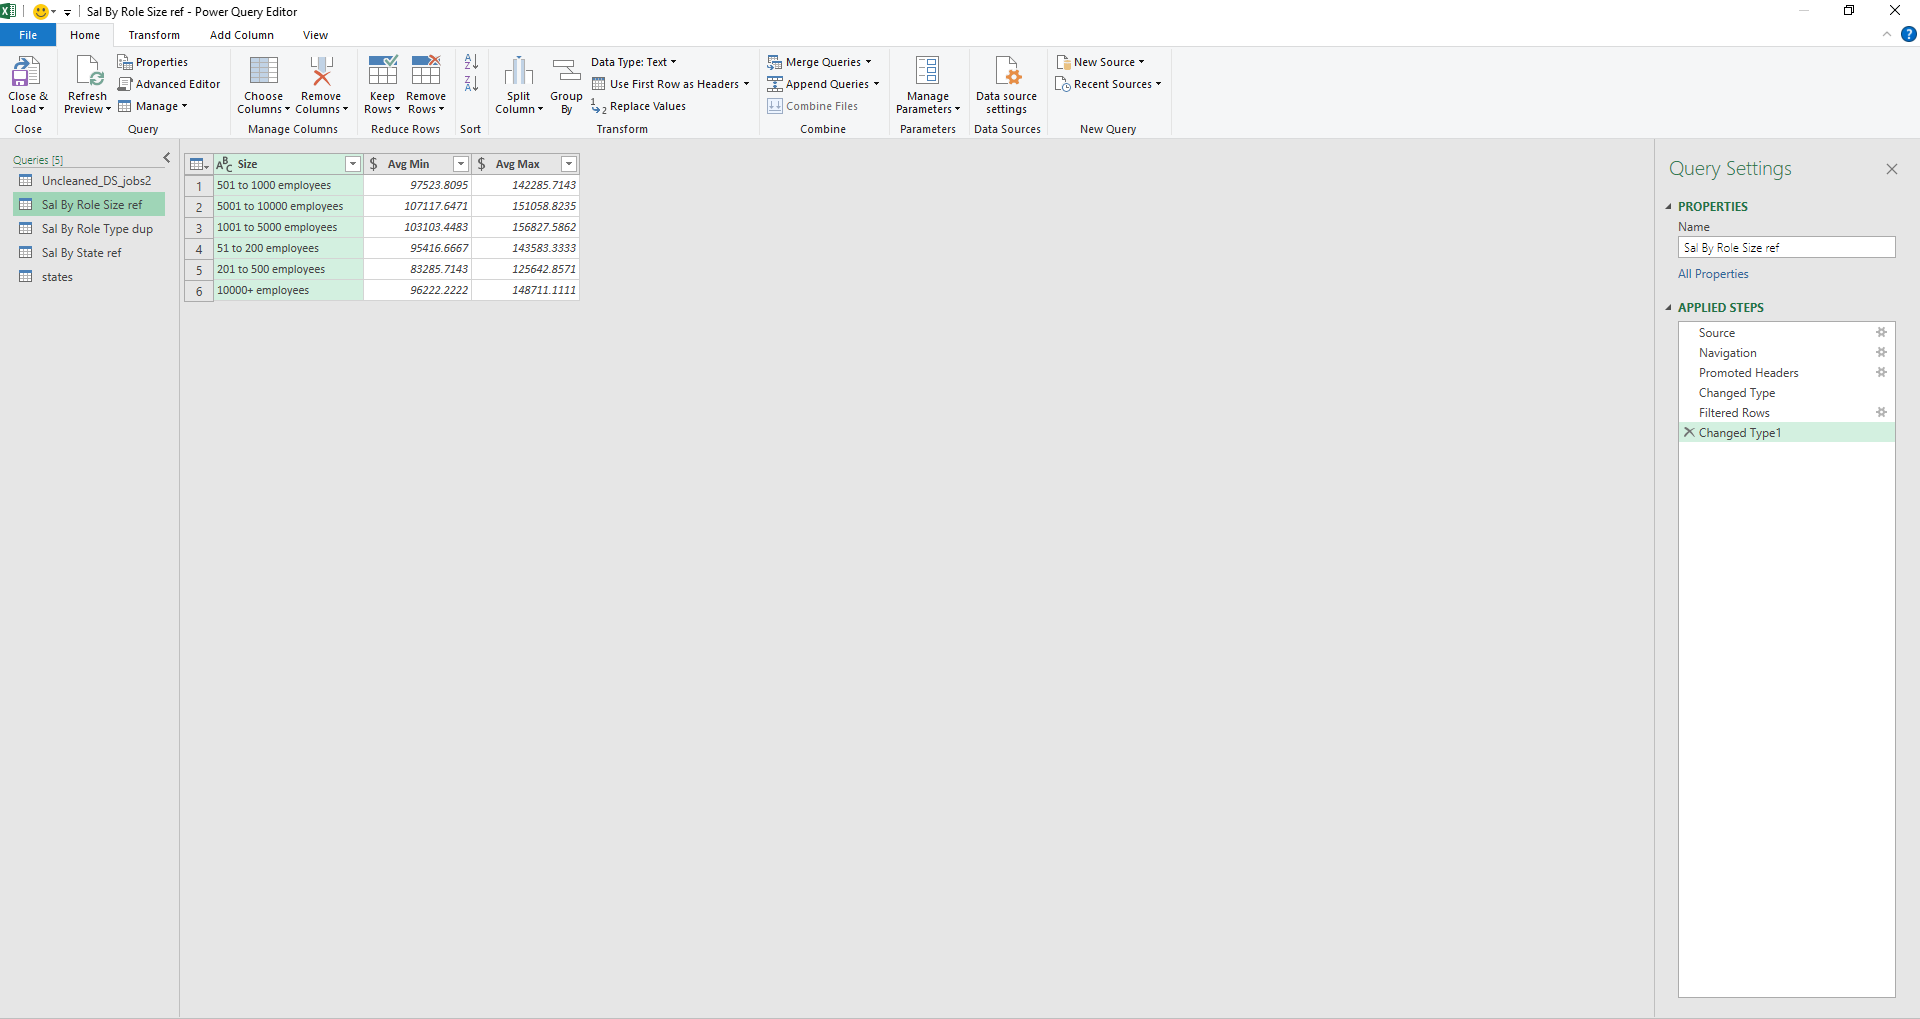 Sal By Role Size ref - Power Query Editor
File Home Transform Add Column View
Close & Load
Close
Refresh Preview
Properties
Advanced Editor
Manage
Query
Choose Columns
Remove Columns
Manage Columns
Keep Rows
Remove Rows
Reduce Rows
Sort
Split Column
Group By
Data Type: Text
Use First Row as Headers
Replace Values
Transform
Merge Queries
Append Queries
Combine Files
Combine
Manage Parameters
Parameters
Data source settings
Data Sources
New Source
Recent Sources
New Query
Queries [5]
Uncleaned_DS_jobs2
Sal By Role Size ref
Sal By Role Type dup
Sal By State ref
states
ABC Size $ Avg Min $ Avg Max
1 501 to 1000 employees 97523.8095 142285.7143
2 5001 to 10000 employees 107117.6471 151058.8235
3 1001 to 5000 employees 103103.4483 156827.5862
4 51 to 200 employees 95416.6667 143583.3333
5 201 to 500 employees 83285.7143 125642.8571
6 10000+ employees 96222.2222 148711.1111
Query Settings
PROPERTIES
Name
Sal By Role Size ref
All Properties
APPLIED STEPS
Source
Navigation
Promoted Headers
Changed Type
Filtered Rows
Changed Type1